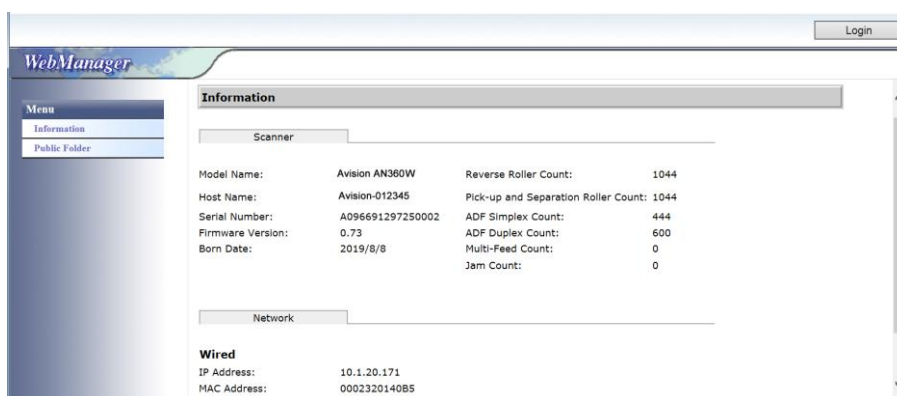 Login
WebManager
Menu
Information
Public Folder
Information
Scanner
Model Name: Avision AN360W Reverse Roller Count: 1044
Host Name: Avision-012345 Pick-up and Separation Roller Count: 1044
Serial Number: A096691297250002 ADF Simplex Count: 444
Firmware Version: 0.73 ADF Duplex Count: 600
Born Date: 2019/8/8 Multi-Feed Count: 0
Jam Count: 0
Network
Wired
IP Address: 10.1.20.171
MAC Address: 0002320140B5